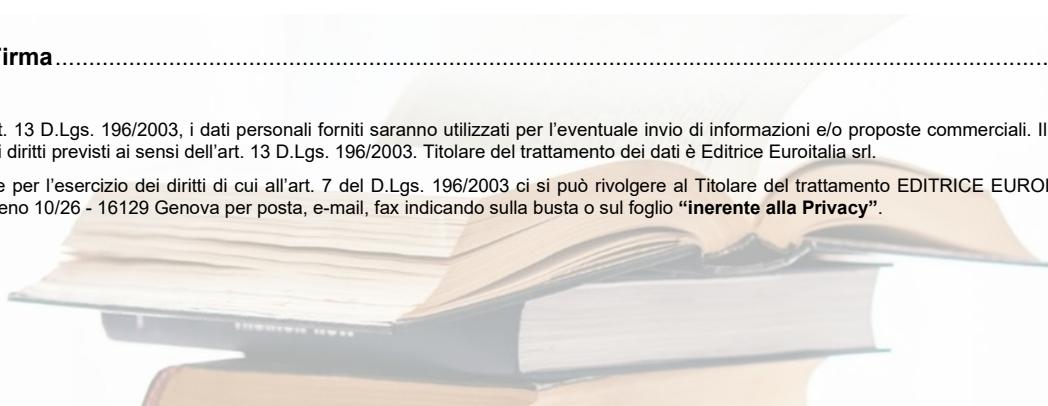 Firma................................................................................................................................................................
t. 13 D.Lgs. 196/2003, i dati personali forniti saranno utilizzati per l’eventuale invio di informazioni e/o proposte commerciali. Il
i diritti previsti ai sensi dell’art. 13 D.Lgs. 196/2003. Titolare del trattamento dei dati è Editrice Euroitalia srl.
e per l’esercizio dei diritti di cui all’art. 7 del D.Lgs. 196/2003 ci si può rivolgere al Titolare del trattamento EDITRICE EURO
eno 10/26 - 16129 Genova per posta, e-mail, fax indicando sulla busta o sul foglio “inerente alla Privacy”.